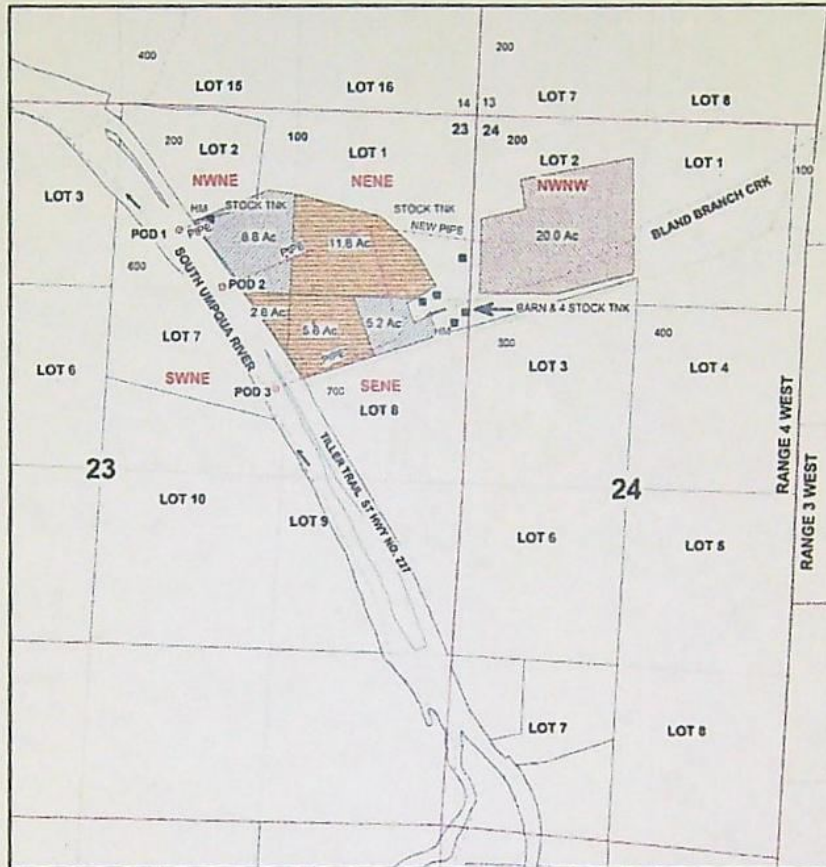 400
200
LOT 15
LOT 16
14 13
LOT 7
LOT 8
23 24
200
LOT 2
100
LOT 1
200
LOT 2
LOT 1
100
NWNE
NENE
NWNW
LOT 3
HM
STOCK TNK
STOCK TNK
NEW PIPE
BLAND BRANCH CRK
POD 1
PIPE
8.8 Ac
PIPE
11.8 Ac
20.0 Ac
600
POD 2
SOUTH UMPQUA RIVER
2.8 Ac
5.8 Ac
5.2 Ac
HM
BARN & 4 STOCK TNK
LOT 7
PIPE
300
400
LOT 6
SWNE
POD 3
700
SENE
LOT 8
LOT 3
LOT 4
RANGE 4 WEST
RANGE 3 WEST
23
24
TILLER TRAIL ST HWY NO. 227
LOT 10
LOT 9
LOT 6
LOT 5
LOT 7
LOT 8